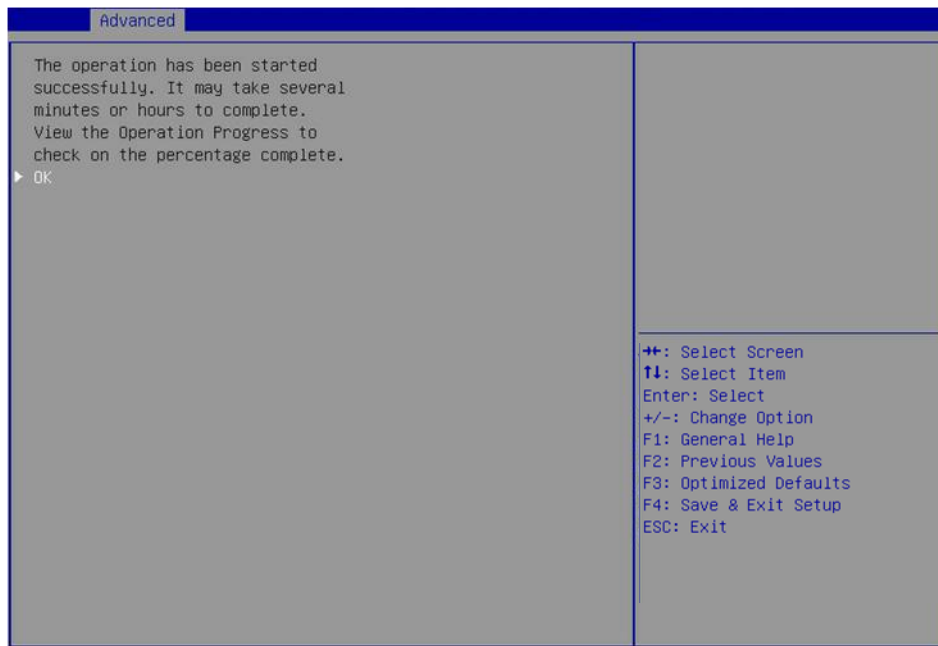 Advanced
The operation has been started
successfully. It may take several
minutes or hours to complete.
View the Operation Progress to
check on the percentage complete.
▶ OK
→←: Select Screen
↑↓: Select Item
Enter: Select
+/-: Change Option
F1: General Help
F2: Previous Values
F3: Optimized Defaults
F4: Save & Exit Setup
ESC: Exit